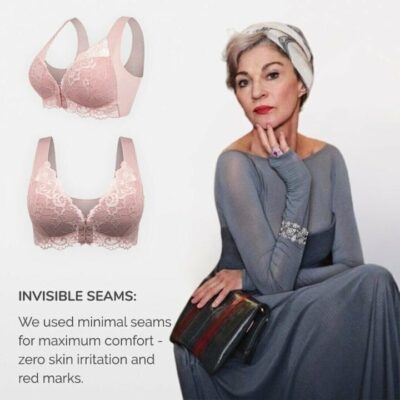 INVISIBLE SEAMS:
We used minimal seams
for maximum comfort -
zero skin irritation and
red marks.